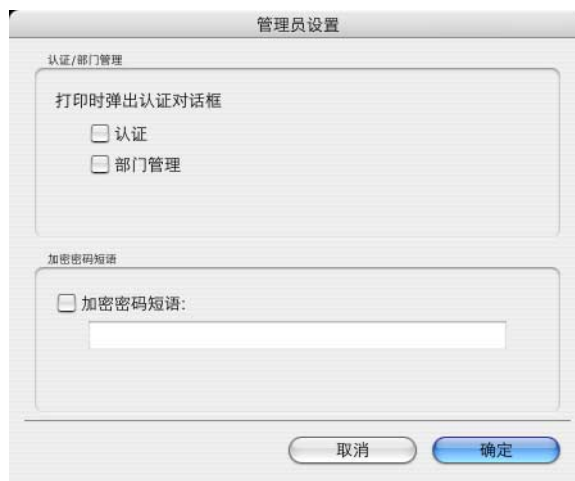 管理员设置
认证/部门管理
打印时弹出认证对话框
认证
部门管理
加密密码短语
加密密码短语:
取消
确定